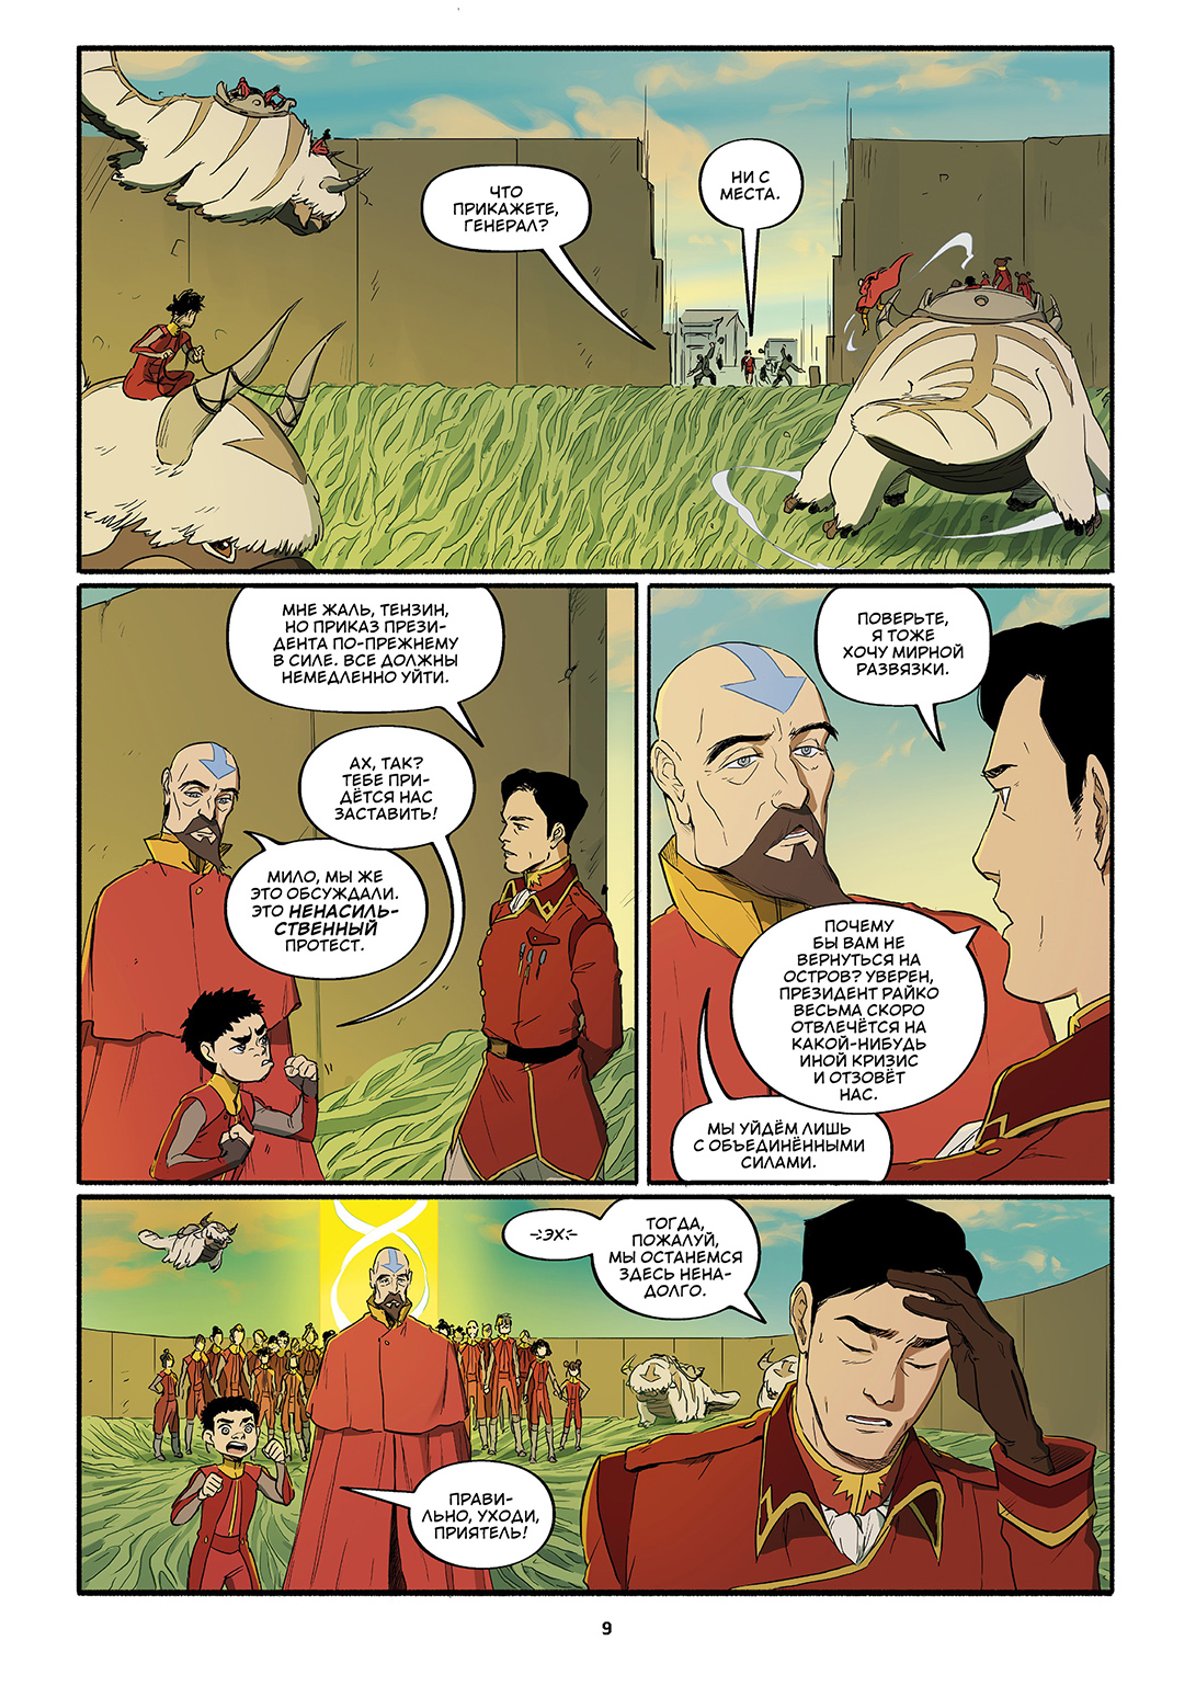 ЧТО
ПРИКАЖЕТЕ,
ГЕНЕРАЛ?
НИ С
МЕСТА.
МНЕ ЖАЛЬ, ТЕНЗИН,
НО ПРИКАЗ ПРЕЗИ-
ДЕНТА ПО-ПРЕЖНЕМУ
В СИЛЕ. ВСЕ ДОЛЖНЫ
НЕМЕДЛЕННО УЙТИ.
АХ, ТАК?
ТЕБЕ ПРИ-
ДЁТСЯ НАС
ЗАСТАВИТЬ!
МИЛО, МЫ ЖЕ
ЭТО ОБСУЖДАЛИ.
ЭТО НЕНАСИЛЬ-
СТВЕННЫЙ
ПРОТЕСТ.
ПОВЕРЬТЕ,
Я ТОЖЕ
ХОЧУ МИРНОЙ
РАЗВЯЗКИ.
ПОЧЕМУ
БЫ ВАМ НЕ
ВЕРНУТЬСЯ НА
ОСТРОВ? УВЕРЕН,
ПРЕЗИДЕНТ РАЙКО
ВЕСЬМА СКОРО
ОТВЛЕЧЁТСЯ НА
КАКОЙ-НИБУДЬ
ИНОЙ КРИЗИС
И ОТЗОВЁТ
НАС.
МЫ УЙДЁМ ЛИШЬ
С ОБЪЕДИНЁННЫМИ
СИЛАМИ.
ЭХ
ТОГДА,
ПОЖАЛУЙ,
МЫ ОСТАНЕМСЯ
ЗДЕСЬ НЕНА-
ДОЛГО.
ПРАВИ-
ЛЬНО, УХОДИ,
ПРИЯТЕЛЬ!
9